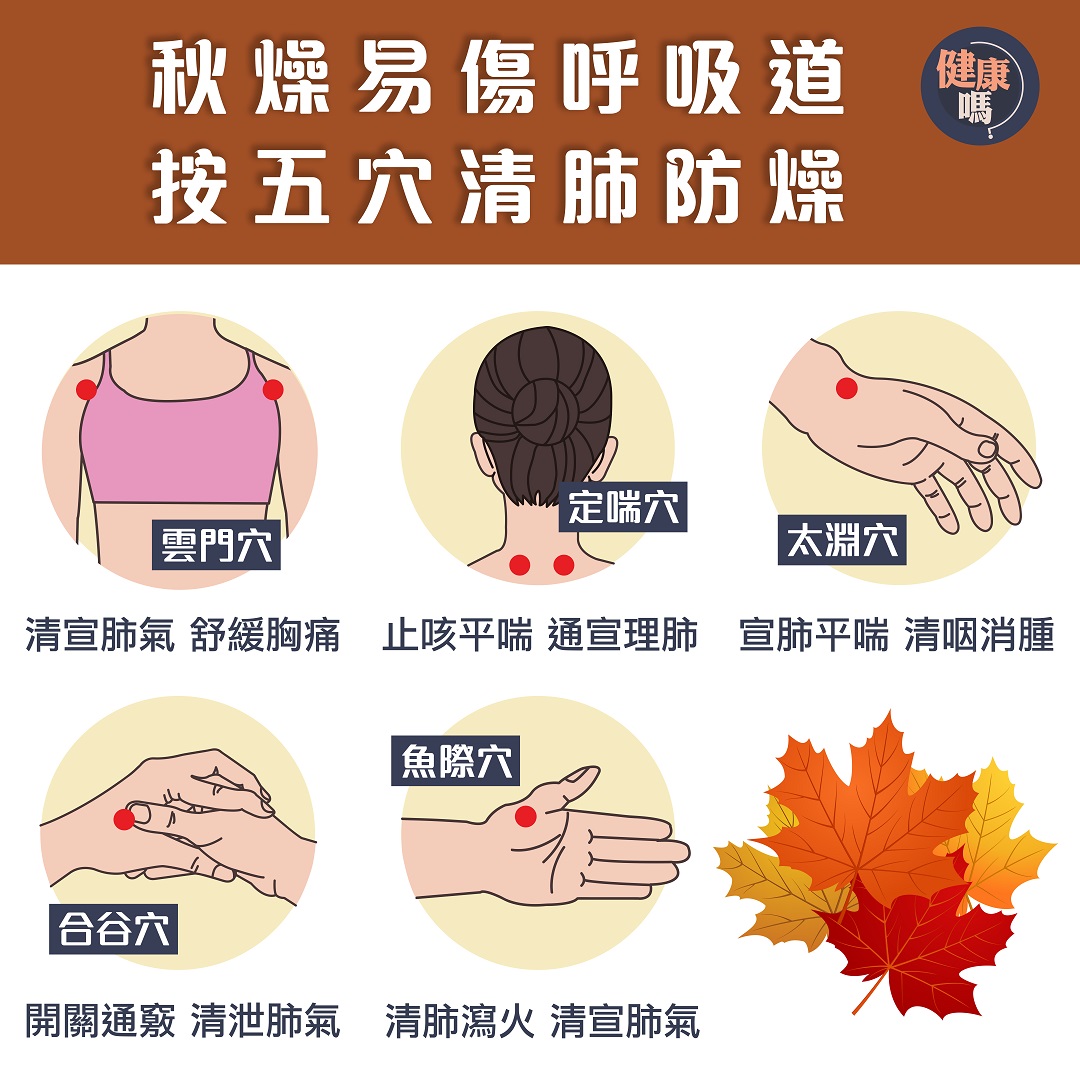 秋燥易傷呼吸道
健康
嗎?
按五穴清肺防燥
雲門穴
清宣肺氣 舒緩胸痛
定喘穴
止咳平喘 通宣理肺
太淵穴
宣肺平喘 清咽消腫
合谷穴
開關通竅 清泄肺氣
魚際穴
清肺瀉火 清宣肺氣